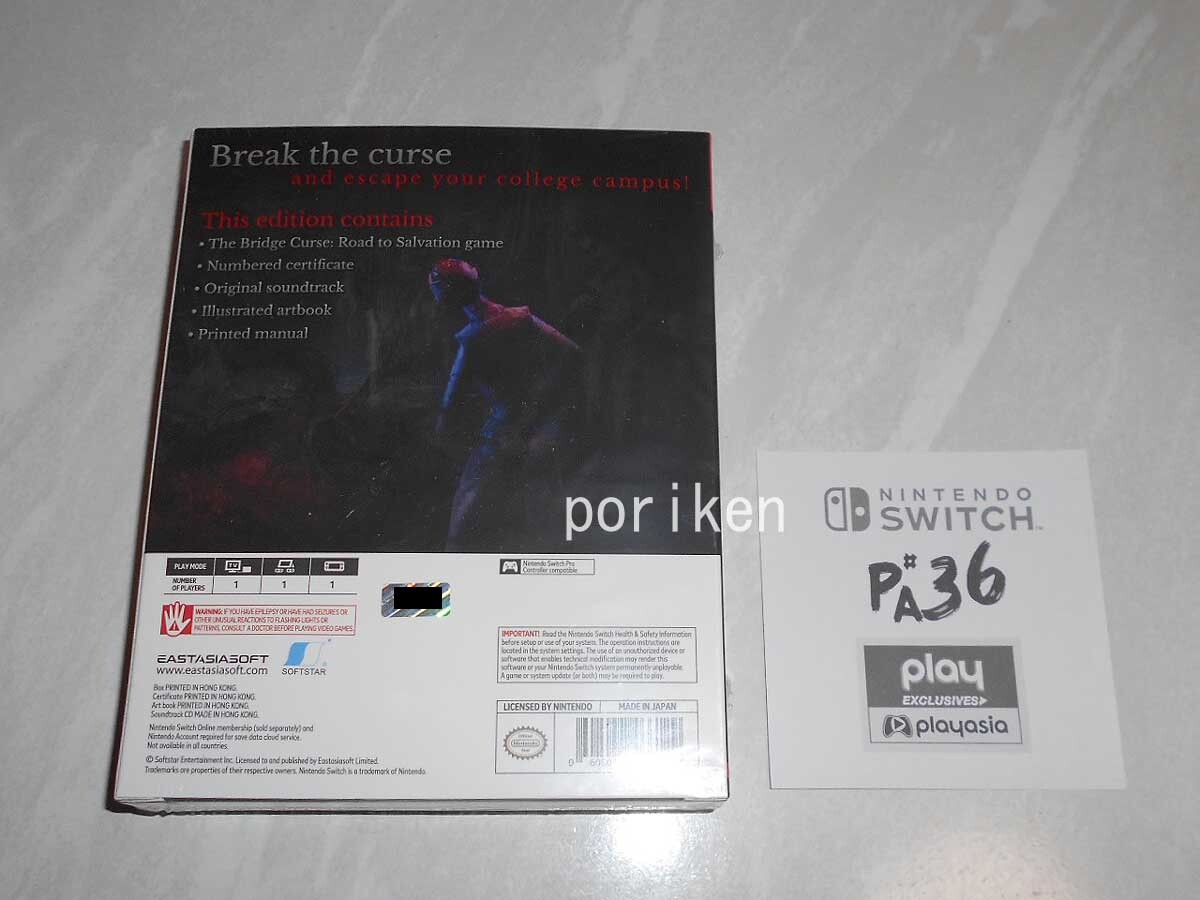 Break the curse
and escape your college campus!
This edition contains
• The Bridge Curse: Road to Salvation game
• Numbered certificate
• Original soundtrack
• Illustrated artbook
• Printed manual
poriken
PLAY MODE
TV
NUMBER
OF PLAYERS
1
1
1
Nintendo Switch Pro
Controller compatible
WARNING: IF YOU HAVE EPILEPSY OR HAVE HAD SEIZURES OR
OTHER UNUSUAL REACTIONS TO FLASHING LIGHTS OR
PATTERNS, CONSULT A DOCTOR BEFORE PLAYING VIDEO GAMES.
EASTASIASOFT
www.eastasiasoft.com
SOFTSTAR
IMPORTANT! Read the Nintendo Switch Health & Safety Information
before setup or use of your system. The operation instructions are
located in the system settings. The use of an unauthorized device or
software that enables technical modification may render this
software or your Nintendo Switch system permanently unplayable.
A game or system update (or both) may be required to play.
Box PRINTED IN HONG KONG.
Certificate PRINTED IN HONG KONG.
Art book PRINTED IN HONG KONG.
Soundtrack CD MADE IN HONG KONG.
Nintendo Switch Online membership (sold separately) and
Nintendo Account required for save data cloud service.
Not available in all countries.
© Softstar Entertainment Inc. Licensed to and published by Eastasiasoft Limited.
Trademarks are properties of their respective owners. Nintendo Switch is a trademark of Nintendo.
LICENSED BY NINTENDO
MADE IN JAPAN
Official
Nintendo
Seal
NINTENDO
SWITCH™
PA#36
play
EXCLUSIVES
playasia